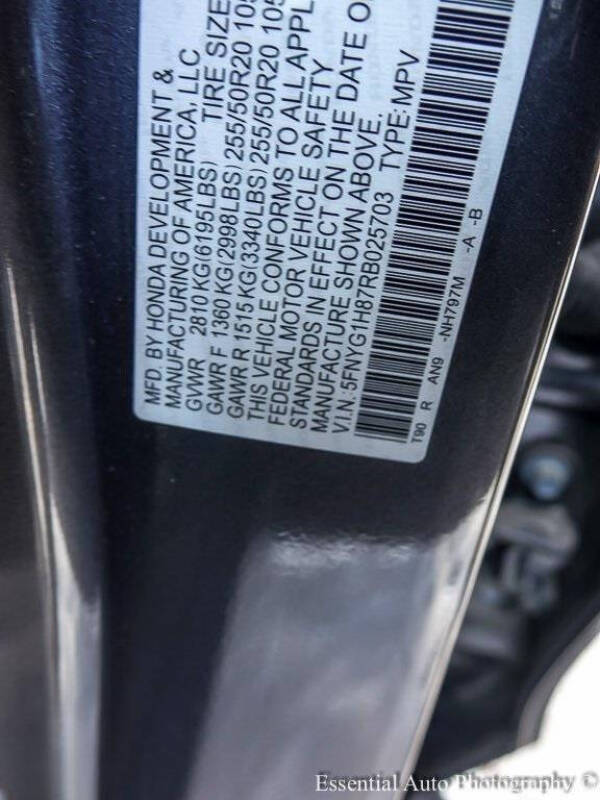 MFD. BY HONDA DEVELOPMENT &
MANUFACTURING OF AMERICA, LLC
GVWR 2810 KG(6195LBS) TIRE SIZE
GAWR F 1360 KG(2998LBS) 255/50R20 105
GAWR R 1515 KG(3340LBS) 255/50R20 105
THIS VEHICLE CONFORMS TO ALL APPL
FEDERAL MOTOR VEHICLE SAFETY
STANDARDS IN EFFECT ON THE DATE O
MANUFACTURE SHOWN ABOVE.
V.I.N.: 5FNYG1H87RB025703 TYPE: MPV
T90 R AN9 -NH797M -A -B
Essential Auto Photography ©